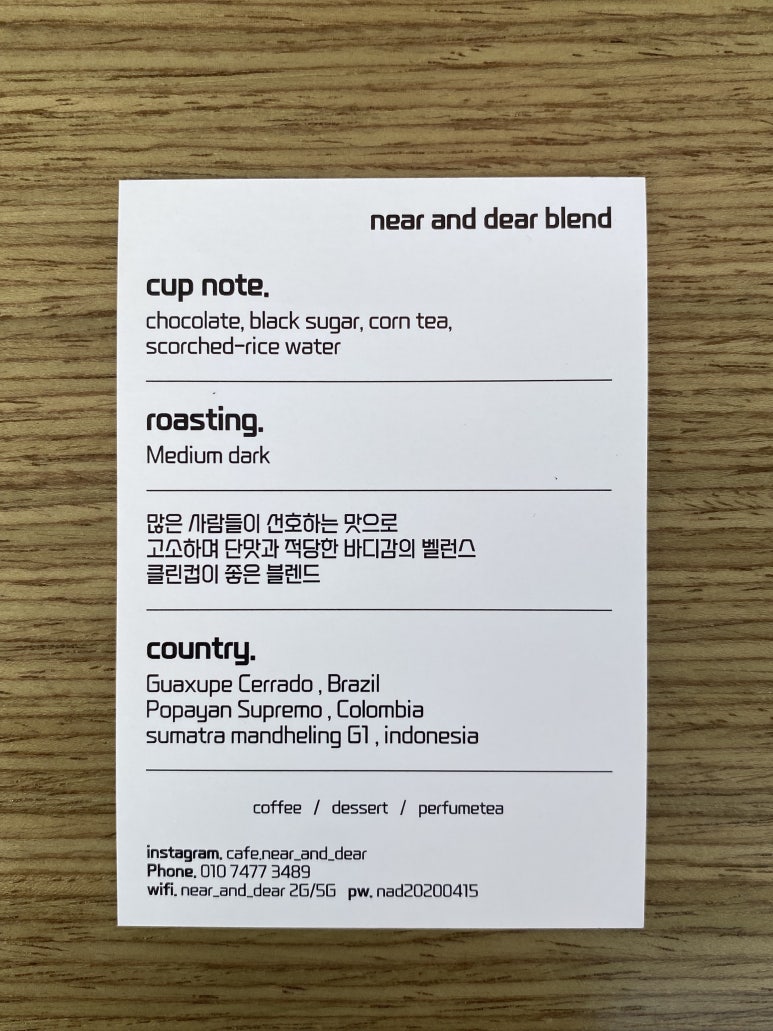 near and dear blend
cup note.
chocolate, black sugar, corn tea,
scorched-rice water
roasting.
Medium dark
많은 사람들이 선호하는 맛으로
고소하며 단맛과 적당한 바디감의 벨런스
클린컵이 좋은 블렌드
country.
Guaxupe Cerrado , Brazil
Popayan Supremo , Colombia
sumatra mandheling G1 , indonesia
coffee / dessert / perfumetea
instagram. cafe.near_and_dear
Phone. 010 7477 3489
wifi. near_and_dear 2G/5G pw. nad20200415